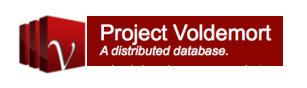 V
Project Voldemort
A distributed database.